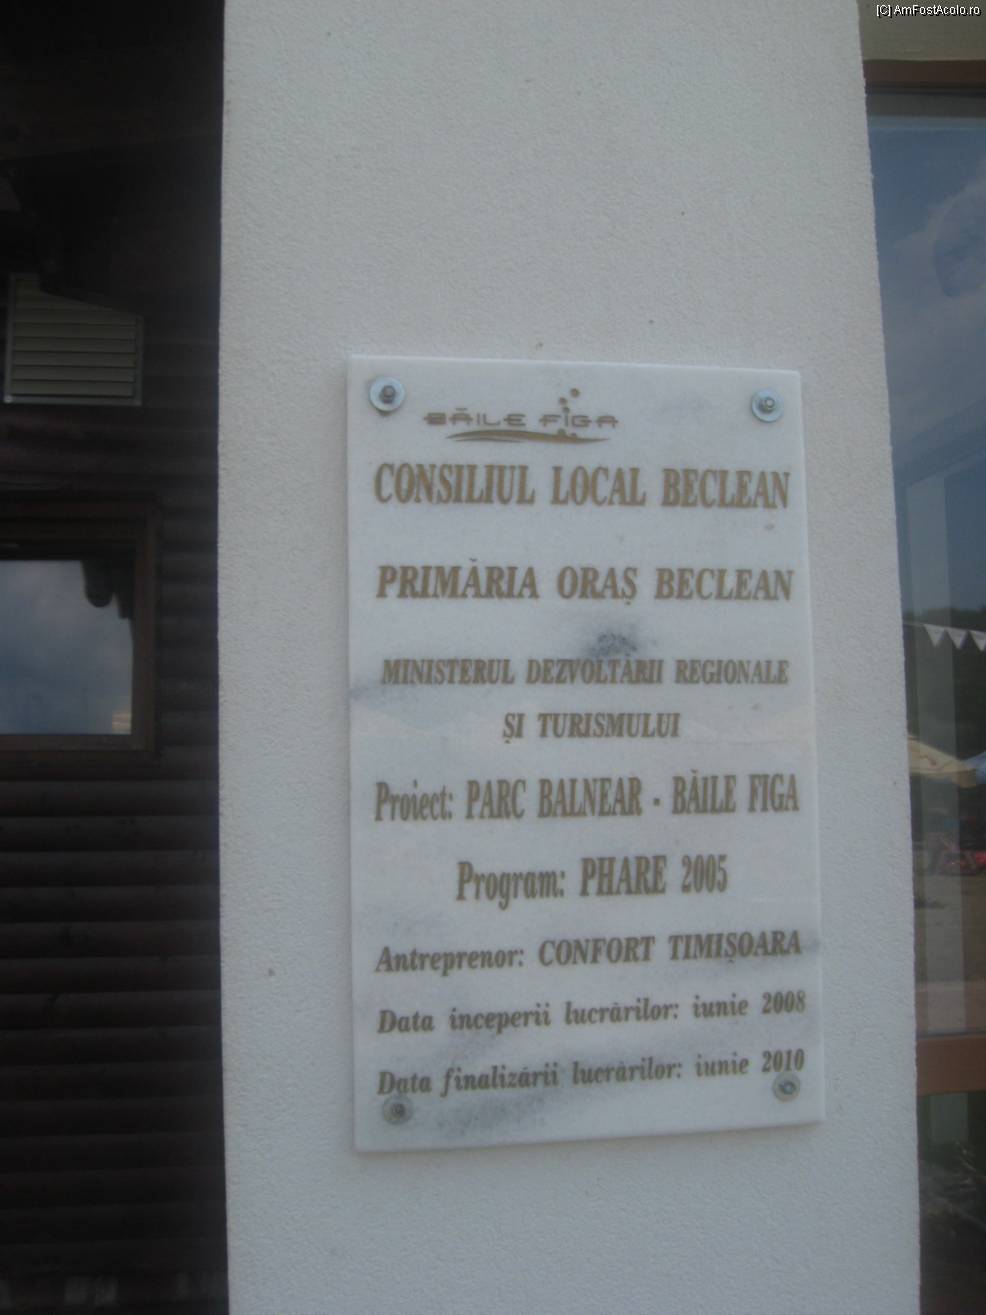 [C] AmFostAcolo.ro
BĂILE FIGA
CONSILIUL LOCAL BECLEAN
PRIMĂRIA ORAȘ BECLEAN
MINISTERUL DEZVOLTĂRII REGIONALE
ȘI TURISMULUI
Proiect: PARC BALNEAR - BĂILE FIGA
Program: PHARE 2005
Antreprenor: CONFORT TIMIȘOARA
Data începerii lucrărilor: iunie 2008
Data finalizării lucrărilor: iunie 2010